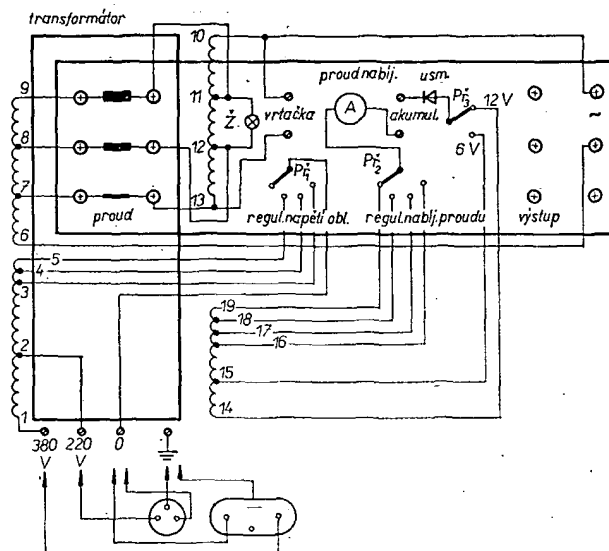 transformátor
10
proud nabíj.
usm.
9
11
Př3
12 V
~
Ž.
vrtačka
A
akumul.
8
12
6 V
Př4
Př2
7
13
proud
regul. napětí obl.
regul. nabíj. proudu
výstup
6
5
4
3
19
18
17
16
2
15
1
14
380 V
220 V
0